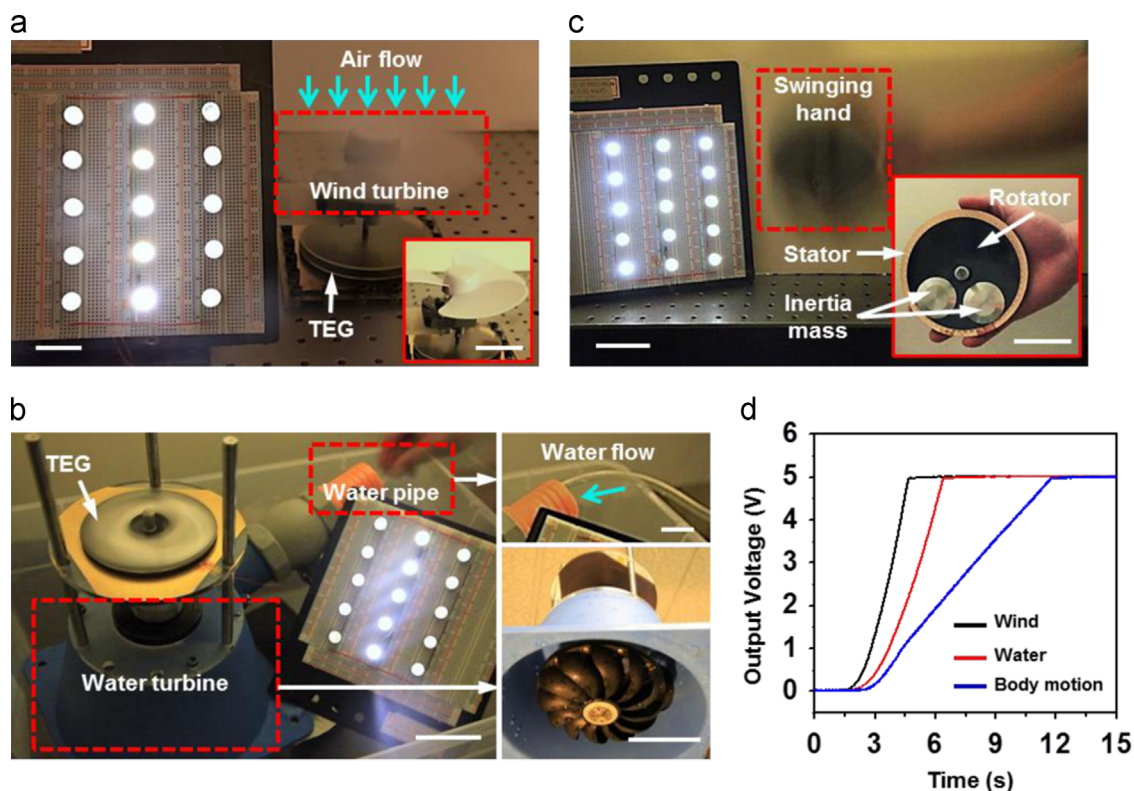 a
Air flow
Wind turbine
TEG
c
Swinging
hand
Rotator
Stator
Inertia
mass
b
TEG
Water pipe
Water turbine
Water flow
d
6
5
4
3
2
1
0
Output Voltage (V)
Wind
Water
Body motion
0 3 6 9 12 15
Time (s)